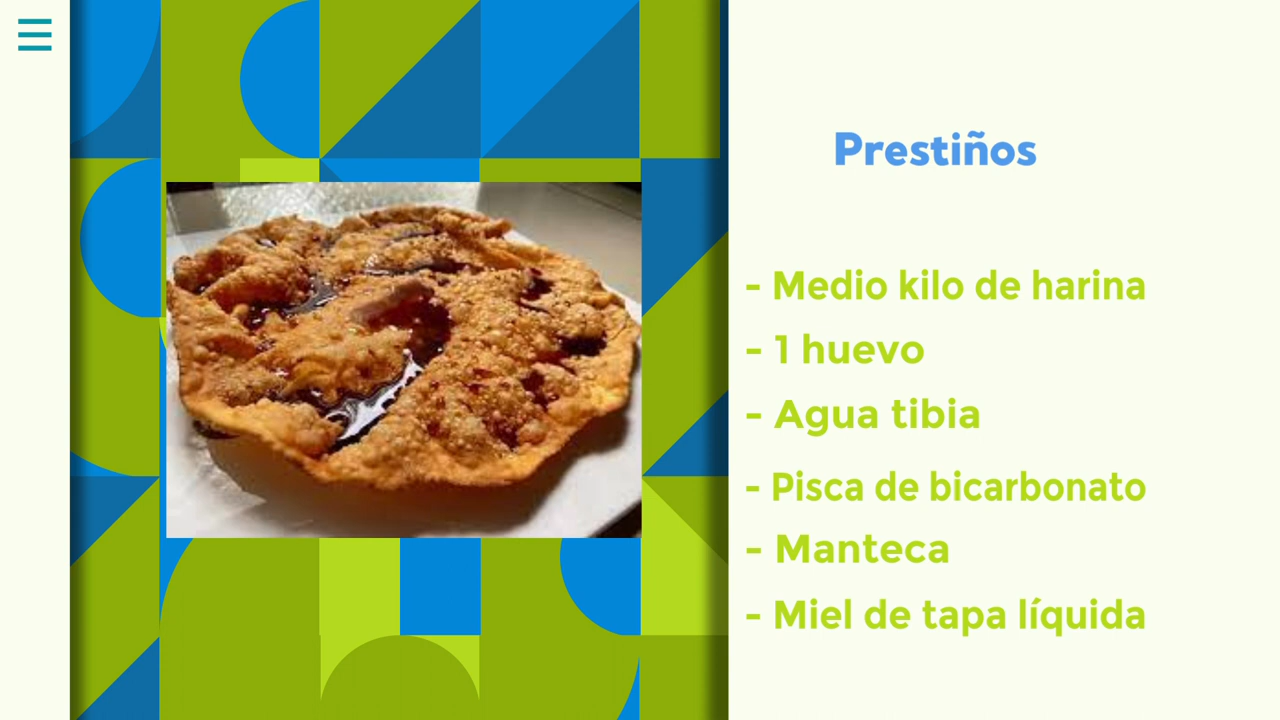 Prestiños
- Medio kilo de harina
- 1 huevo
- Agua tibia
- Pisca de bicarbonato
- Manteca
- Miel de tapa líquida